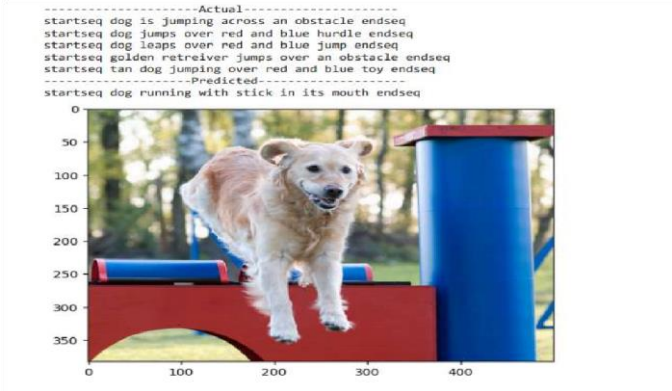 --------------------Actual--------------------
startseq dog is jumping across an obstacle endseq
startseq dog jumps over red and blue hurdle endseq
startseq dog leaps over red and blue jump endseq
startseq golden retreiver jumps over an obstacle endseq
startseq tan dog jumping over red and blue toy endseq
--------------------Predicted--------------------
startseq dog running with stick in its mouth endseq
0
50
100
150
200
250
300
350
0 100 200 300 400